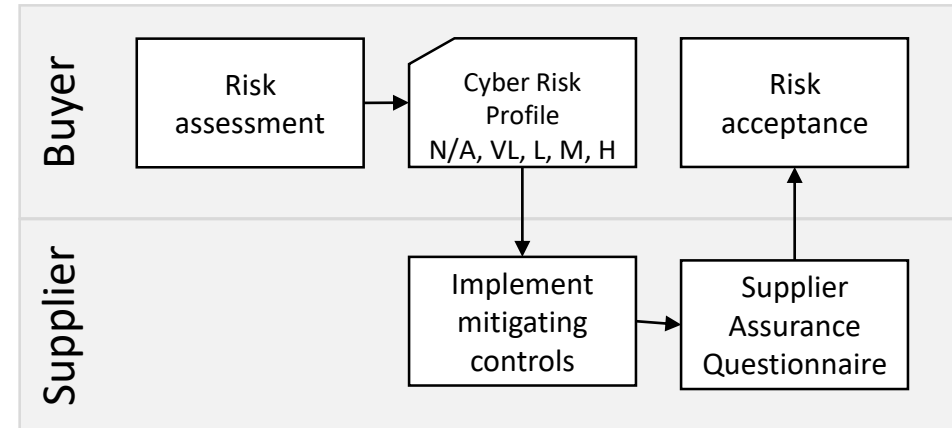 Buyer
Risk
assessment
Cyber Risk
Profile
N/A, VL, L, M, H
Risk
acceptance
Supplier
Implement
mitigating
controls
Supplier
Assurance
Questionnaire